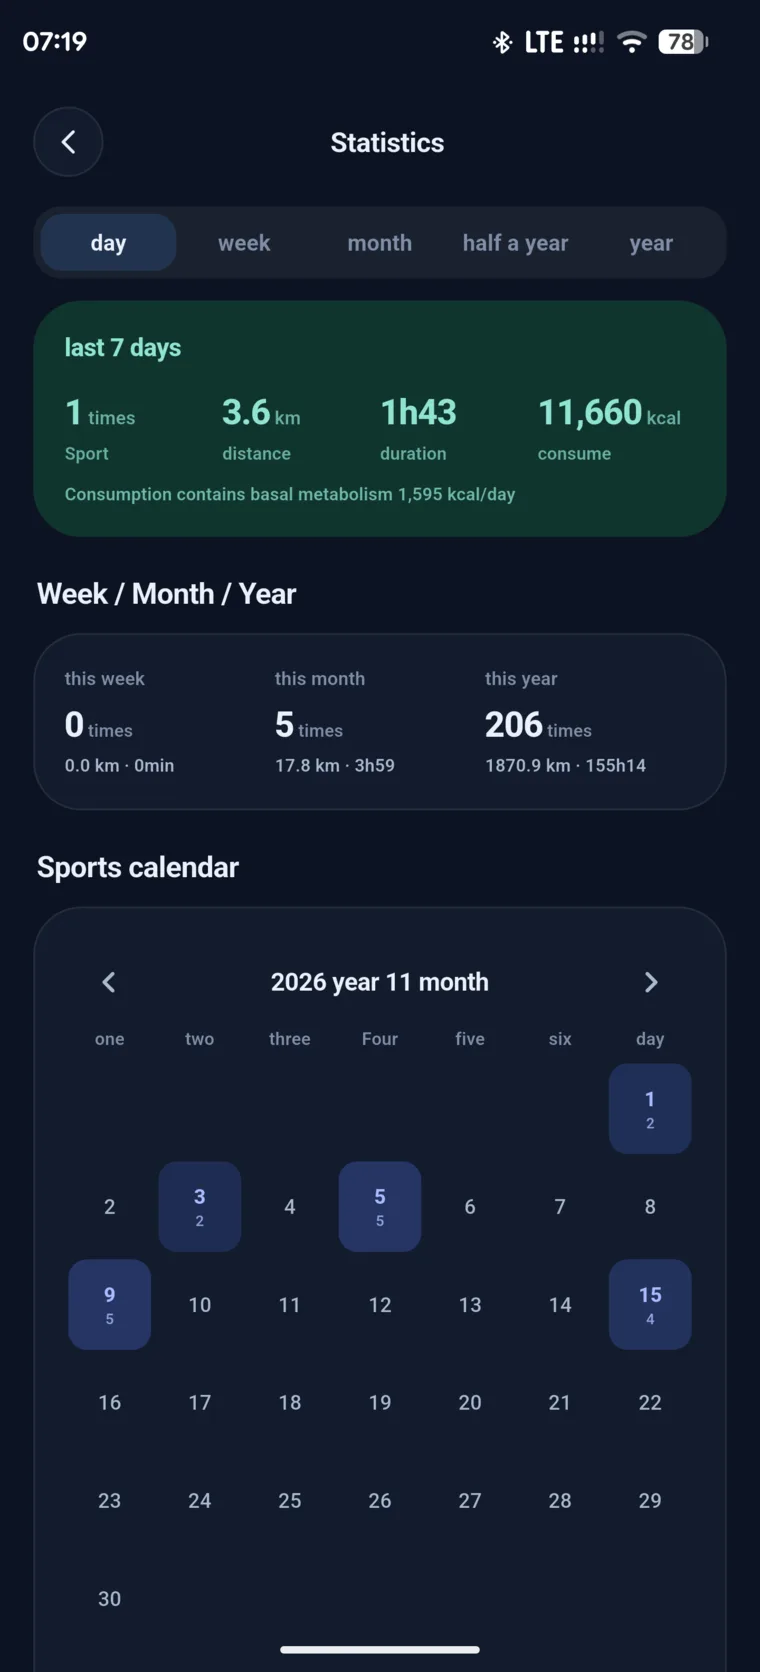 07:19 LTE 78
Statistics
day week month half a year year
last 7 days
1 times 3.6 km 1h43 11,660 kcal
Sport distance duration consume
Consumption contains basal metabolism 1,595 kcal/day
Week / Month / Year
this week this month this year
0 times 5 times 206 times
0.0 km · 0min 17.8 km · 3h59 1870.9 km · 155h14
Sports calendar
2026 year 11 month
one two three Four five six day
1
2
2 3 4 5 6 7 8
2 5
9 10 11 12 13 14 15
5 4
16 17 18 19 20 21 22
23 24 25 26 27 28 29
30